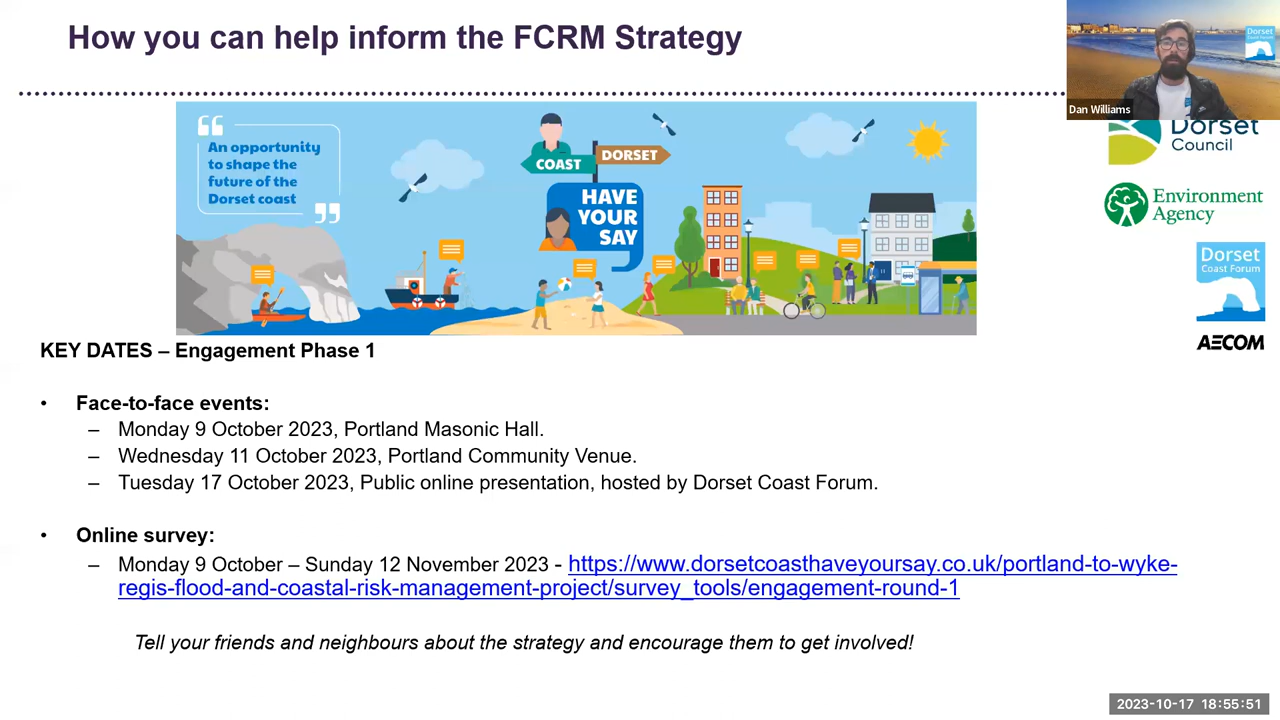 How you can help inform the FCRM Strategy
Dan Williams
Dorset
Coast Forum
“
An opportunity
to shape the
future of the
Dorset coast
”
COAST
DORSET
HAVE
YOUR
SAY
Dorset
Council
Environment
Agency
Dorset
Coast Forum
AECOM
KEY DATES – Engagement Phase 1
• Face-to-face events:
– Monday 9 October 2023, Portland Masonic Hall.
– Wednesday 11 October 2023, Portland Community Venue.
– Tuesday 17 October 2023, Public online presentation, hosted by Dorset Coast Forum.
• Online survey:
– Monday 9 October – Sunday 12 November 2023 - https://www.dorsetcoasthaveyoursay.co.uk/portland-to-wyke-
regis-flood-and-coastal-risk-management-project/survey_tools/engagement-round-1
Tell your friends and neighbours about the strategy and encourage them to get involved!
2023-10-17 18:55:51